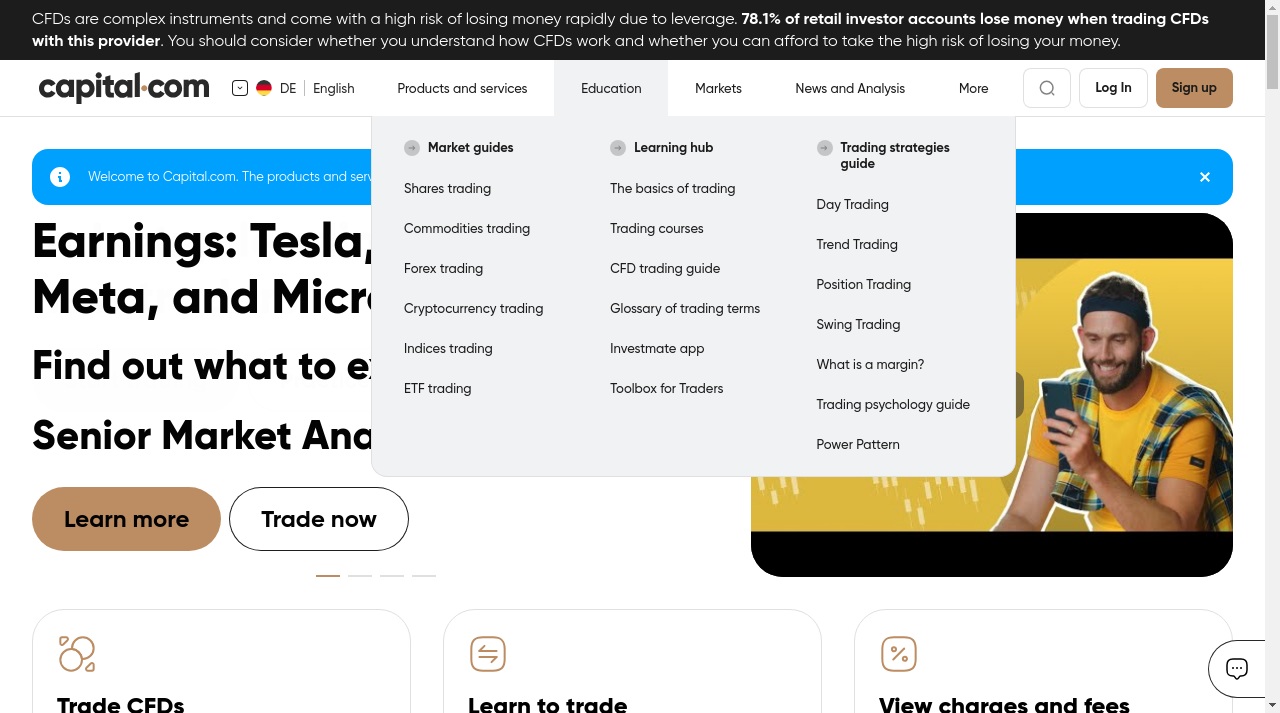 CFDs are complex instruments and come with a high risk of losing money rapidly due to leverage. 78.1% of retail investor accounts lose money when trading CFDs
with this provider. You should consider whether you understand how CFDs work and whether you can afford to take the high risk of losing your money.
capital.com
DE
English
Products and services
Education
Markets
News and Analysis
More
Log In
Sign up
Market guides
Shares trading
Commodities trading
Forex trading
Cryptocurrency trading
Indices trading
ETF trading
Learning hub
The basics of trading
Trading courses
CFD trading guide
Glossary of trading terms
Investmate app
Toolbox for Traders
Trading strategies
guide
Day Trading
Trend Trading
Position Trading
Swing Trading
What is a margin?
Trading psychology guide
Power Pattern
Welcome to Capital.com. The products and
Earnings: Tesla,
Meta, and
Find out what to
Senior Market
Learn more
Trade now
Trade CFDs
Learn to trade
View charges and fees